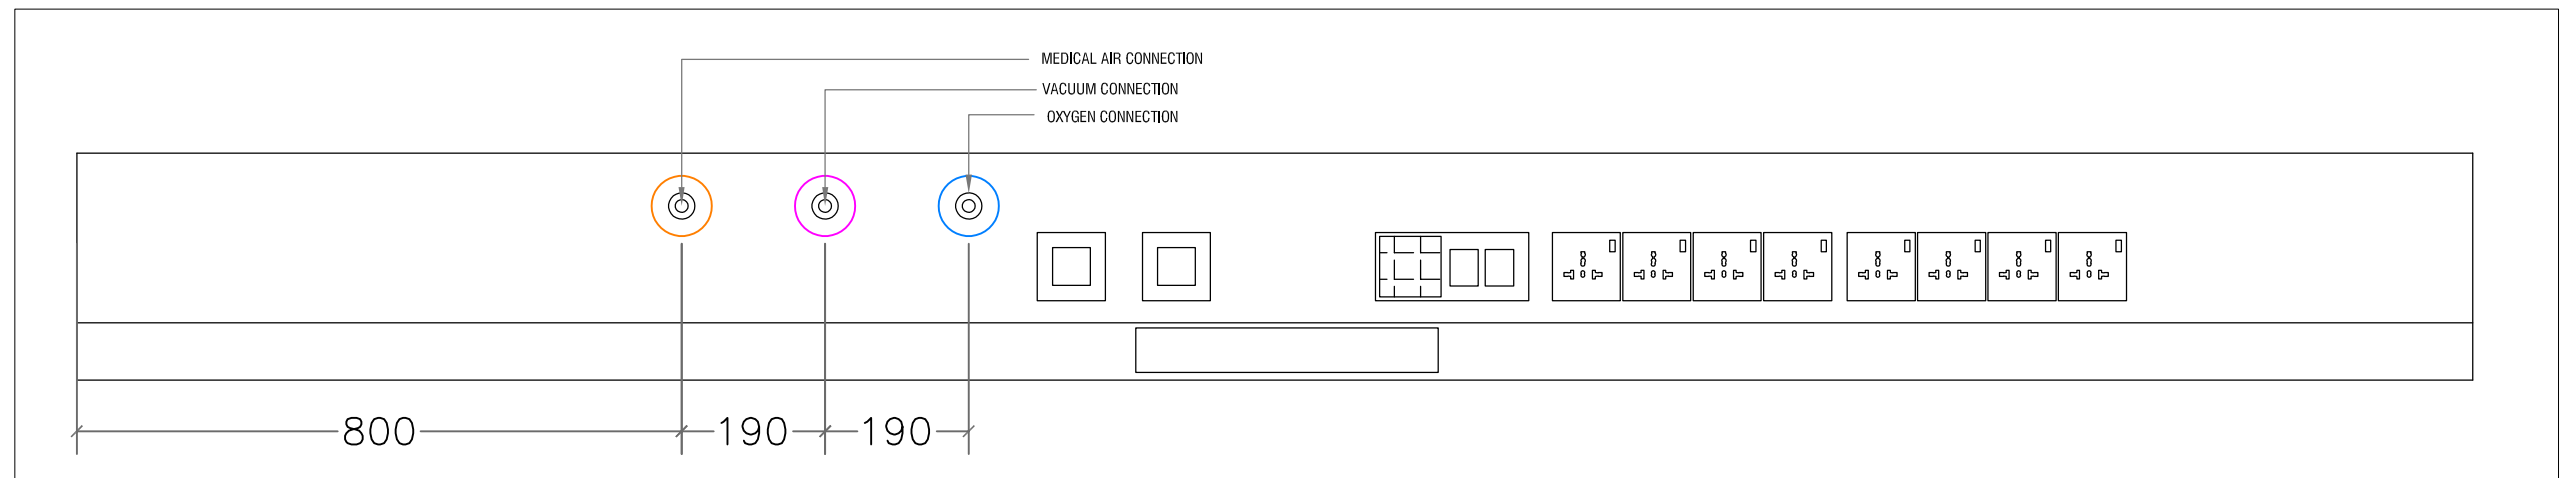 MEDICAL AIR CONNECTION
VACUUM CONNECTION
OXYGEN CONNECTION
800 190 190